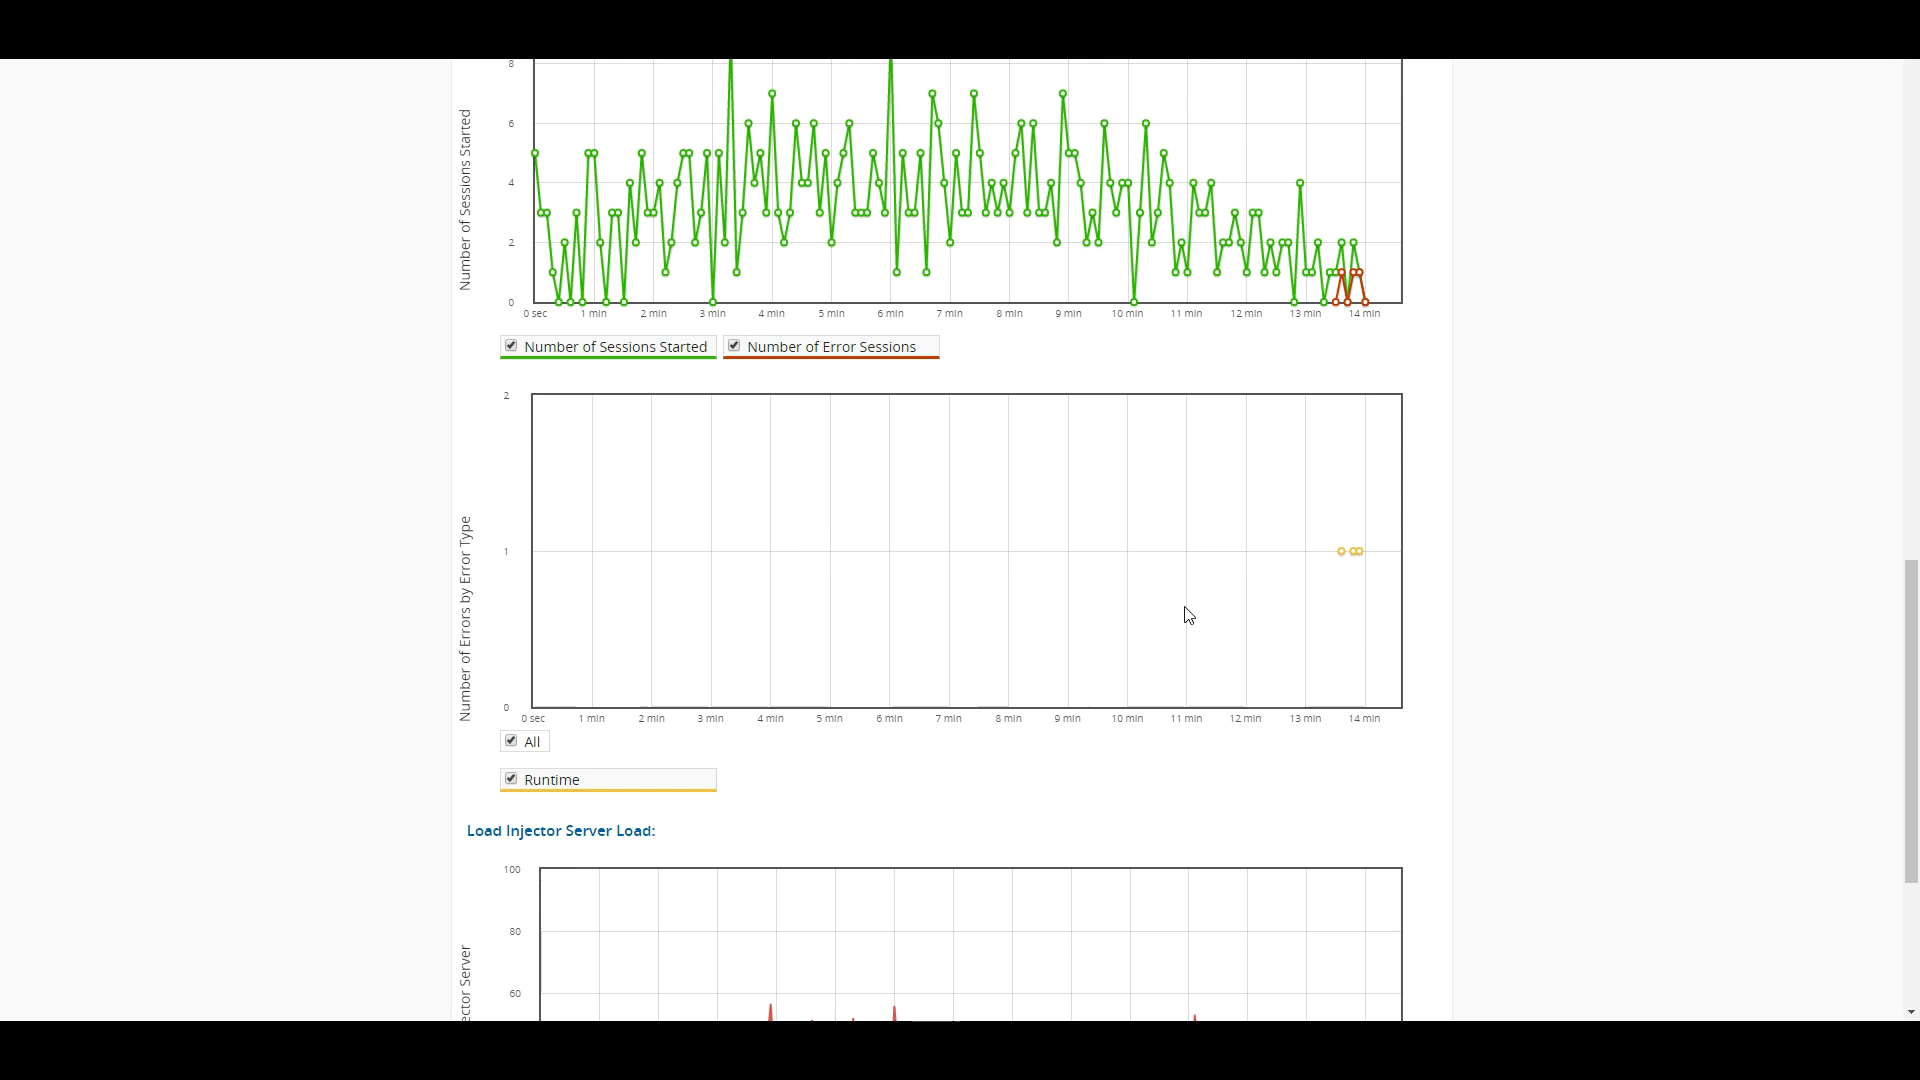 8
6
4
2
0
Number of Sessions Started
0 sec 1 min 2 min 3 min 4 min 5 min 6 min 7 min 8 min 9 min 10 min 11 min 12 min 13 min 14 min
Number of Sessions Started Number of Error Sessions
2
1
0
Number of Errors by Error Type
0 sec 1 min 2 min 3 min 4 min 5 min 6 min 7 min 8 min 9 min 10 min 11 min 12 min 13 min 14 min
All
Runtime
Load Injector Server Load:
100
80
60
ector Server